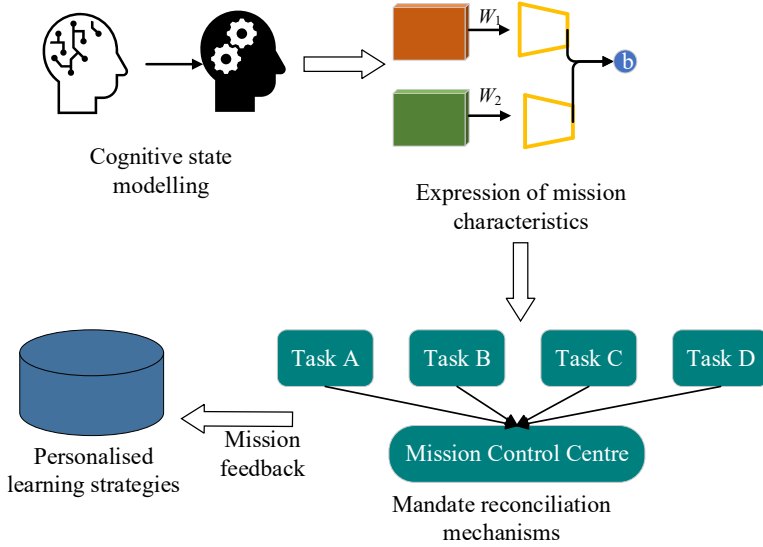 W1
b
W2
Cognitive state
modelling
Expression of mission
characteristics
Task A
Task B
Task C
Task D
Mission Control Centre
Mission
feedback
Personalised
learning strategies
Mandate reconciliation
mechanisms